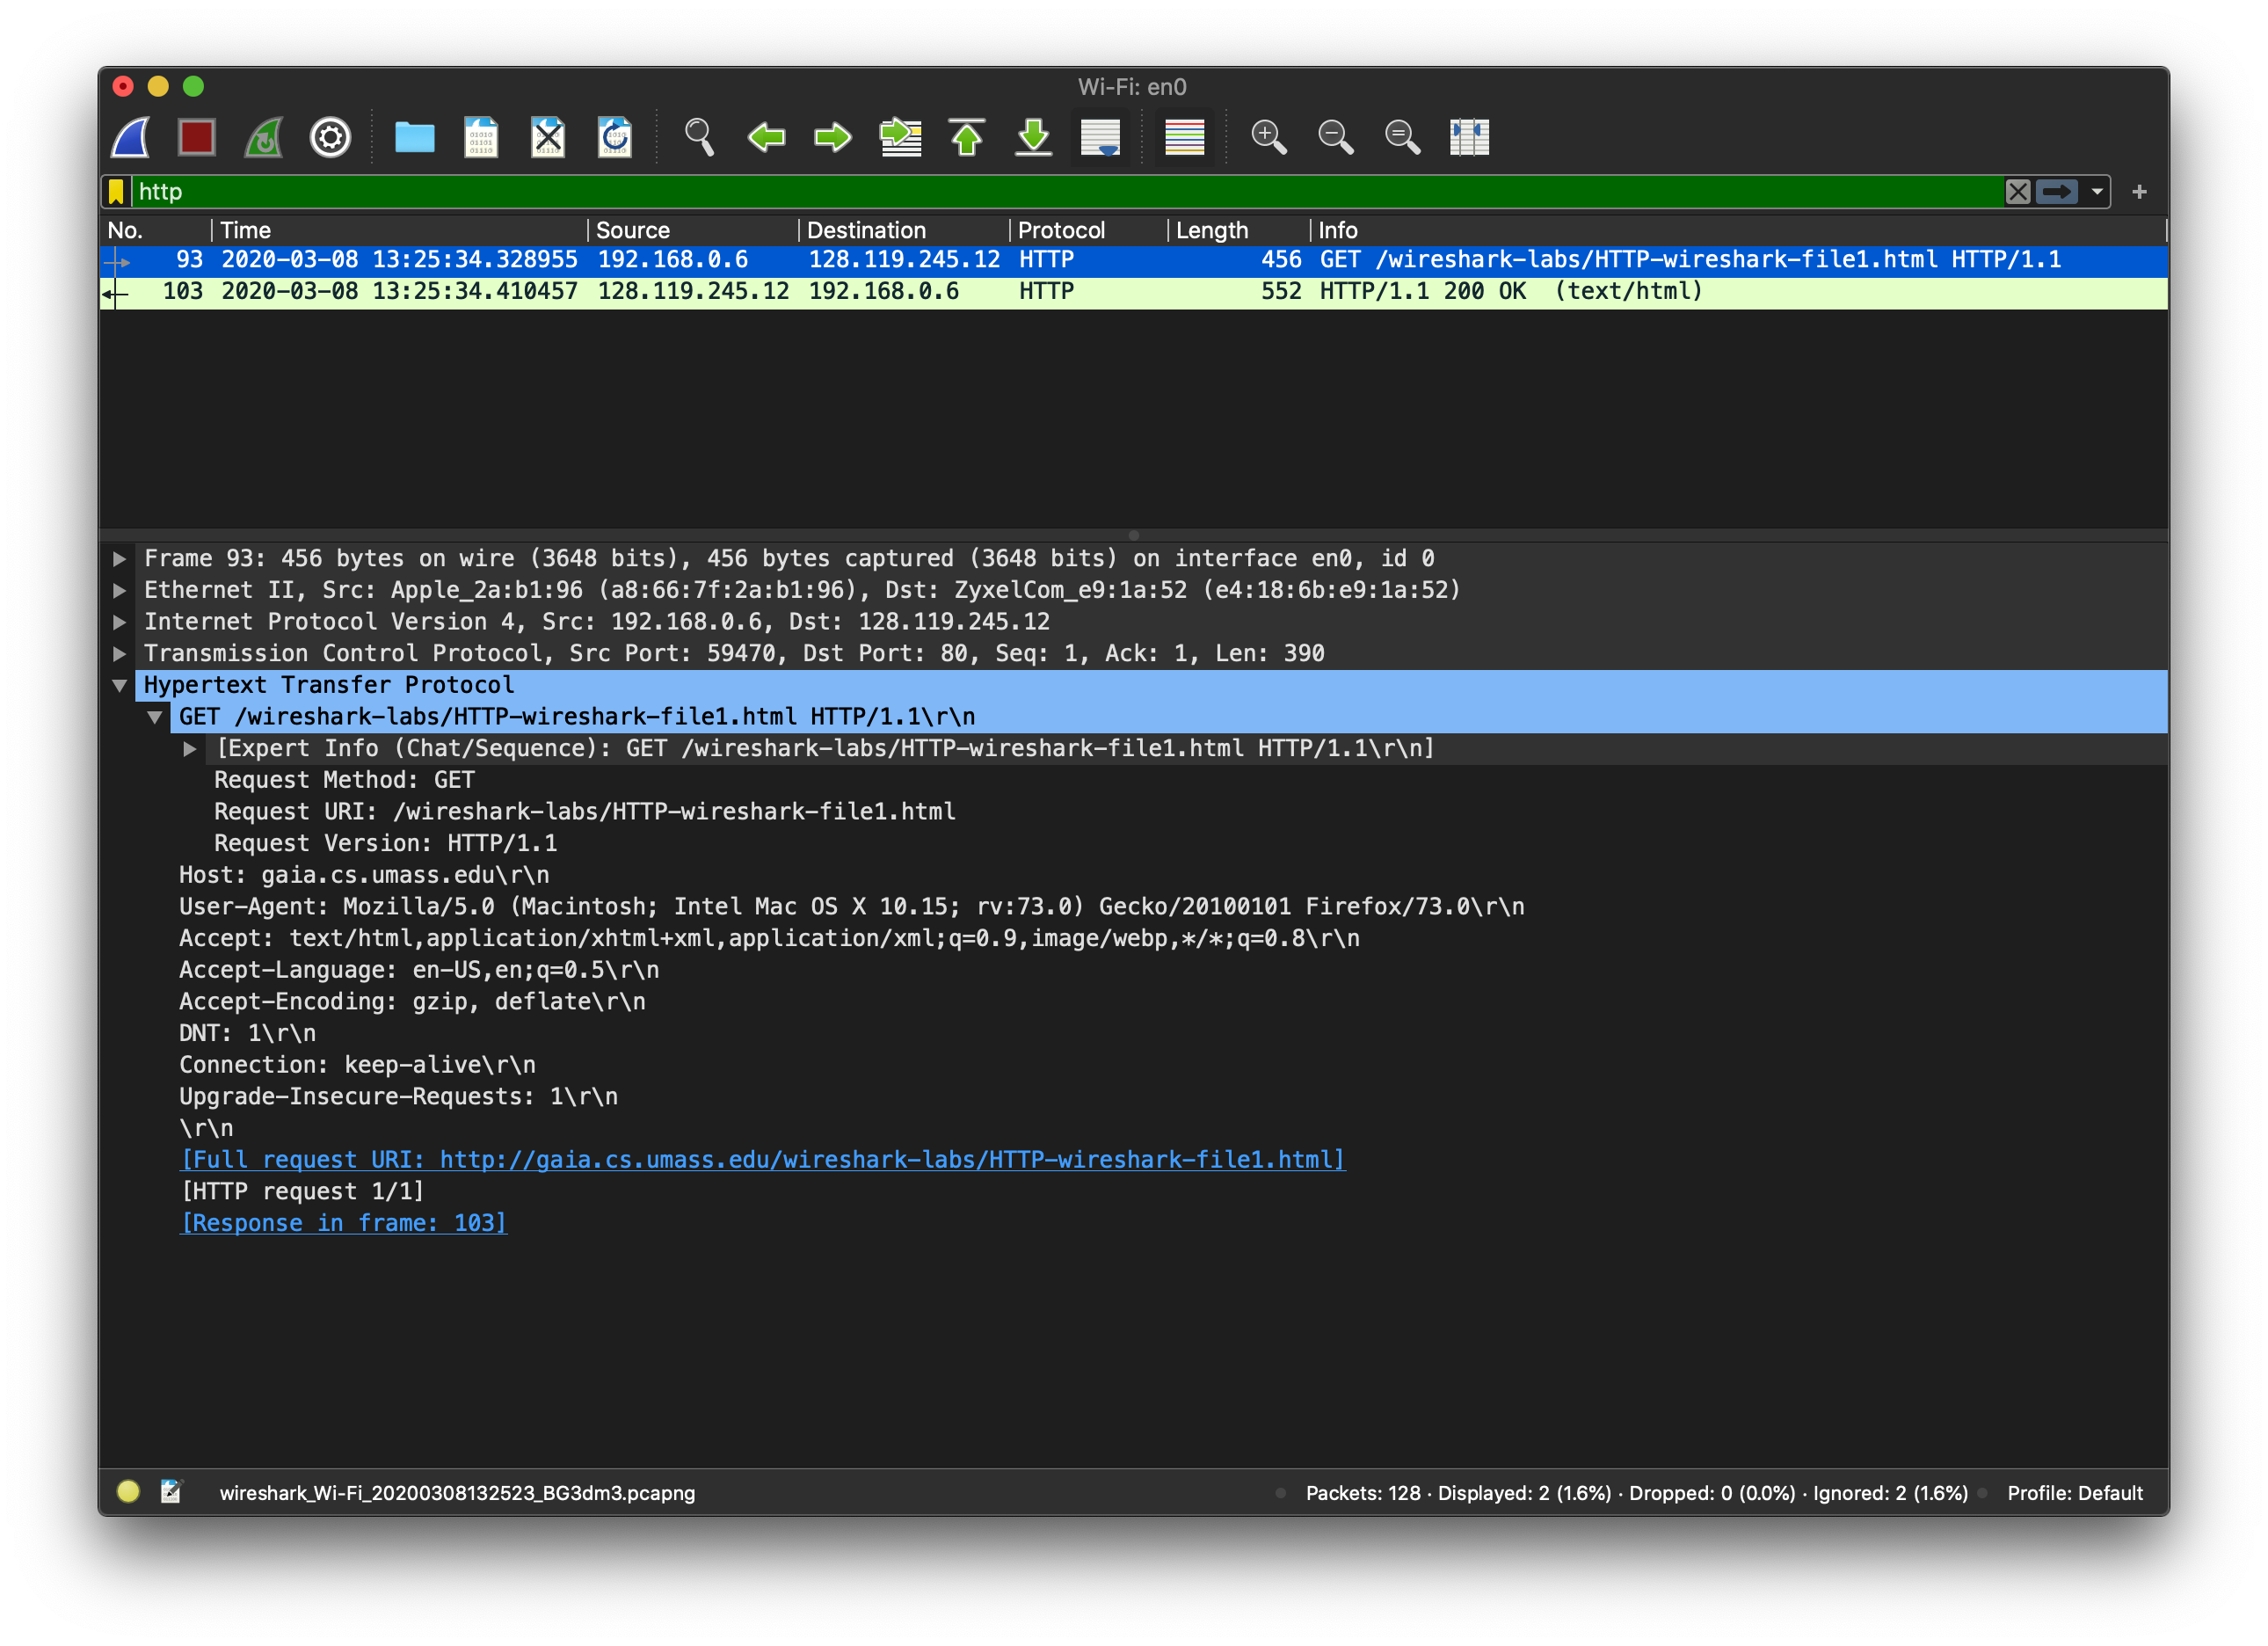 Wi-Fi: en0
http
No. Time Source Destination Protocol Length Info
93 2020-03-08 13:25:34.328955 192.168.0.6 128.119.245.12 HTTP 456 GET /wireshark-labs/HTTP-wireshark-file1.html HTTP/1.1
103 2020-03-08 13:25:34.410457 128.119.245.12 192.168.0.6 HTTP 552 HTTP/1.1 200 OK (text/html)
Frame 93: 456 bytes on wire (3648 bits), 456 bytes captured (3648 bits) on interface en0, id 0
Ethernet II, Src: Apple_2a:b1:96 (a8:66:7f:2a:b1:96), Dst: ZyxelCom_e9:1a:52 (e4:18:6b:e9:1a:52)
Internet Protocol Version 4, Src: 192.168.0.6, Dst: 128.119.245.12
Transmission Control Protocol, Src Port: 59470, Dst Port: 80, Seq: 1, Ack: 1, Len: 390
Hypertext Transfer Protocol
GET /wireshark-labs/HTTP-wireshark-file1.html HTTP/1.1\r\n
[Expert Info (Chat/Sequence): GET /wireshark-labs/HTTP-wireshark-file1.html HTTP/1.1\r\n]
Request Method: GET
Request URI: /wireshark-labs/HTTP-wireshark-file1.html
Request Version: HTTP/1.1
Host: gaia.cs.umass.edu\r\n
User-Agent: Mozilla/5.0 (Macintosh; Intel Mac OS X 10.15; rv:73.0) Gecko/20100101 Firefox/73.0\r\n
Accept: text/html,application/xhtml+xml,application/xml;q=0.9,image/webp,*/*;q=0.8\r\n
Accept-Language: en-US,en;q=0.5\r\n
Accept-Encoding: gzip, deflate\r\n
DNT: 1\r\n
Connection: keep-alive\r\n
Upgrade-Insecure-Requests: 1\r\n
\r\n
[Full request URI: http://gaia.cs.umass.edu/wireshark-labs/HTTP-wireshark-file1.html]
[HTTP request 1/1]
[Response in frame: 103]
wireshark_Wi-Fi_20200308132523_BG3dm3.pcapng Packets: 128 · Displayed: 2 (1.6%) · Dropped: 0 (0.0%) · Ignored: 2 (1.6%) Profile: Default